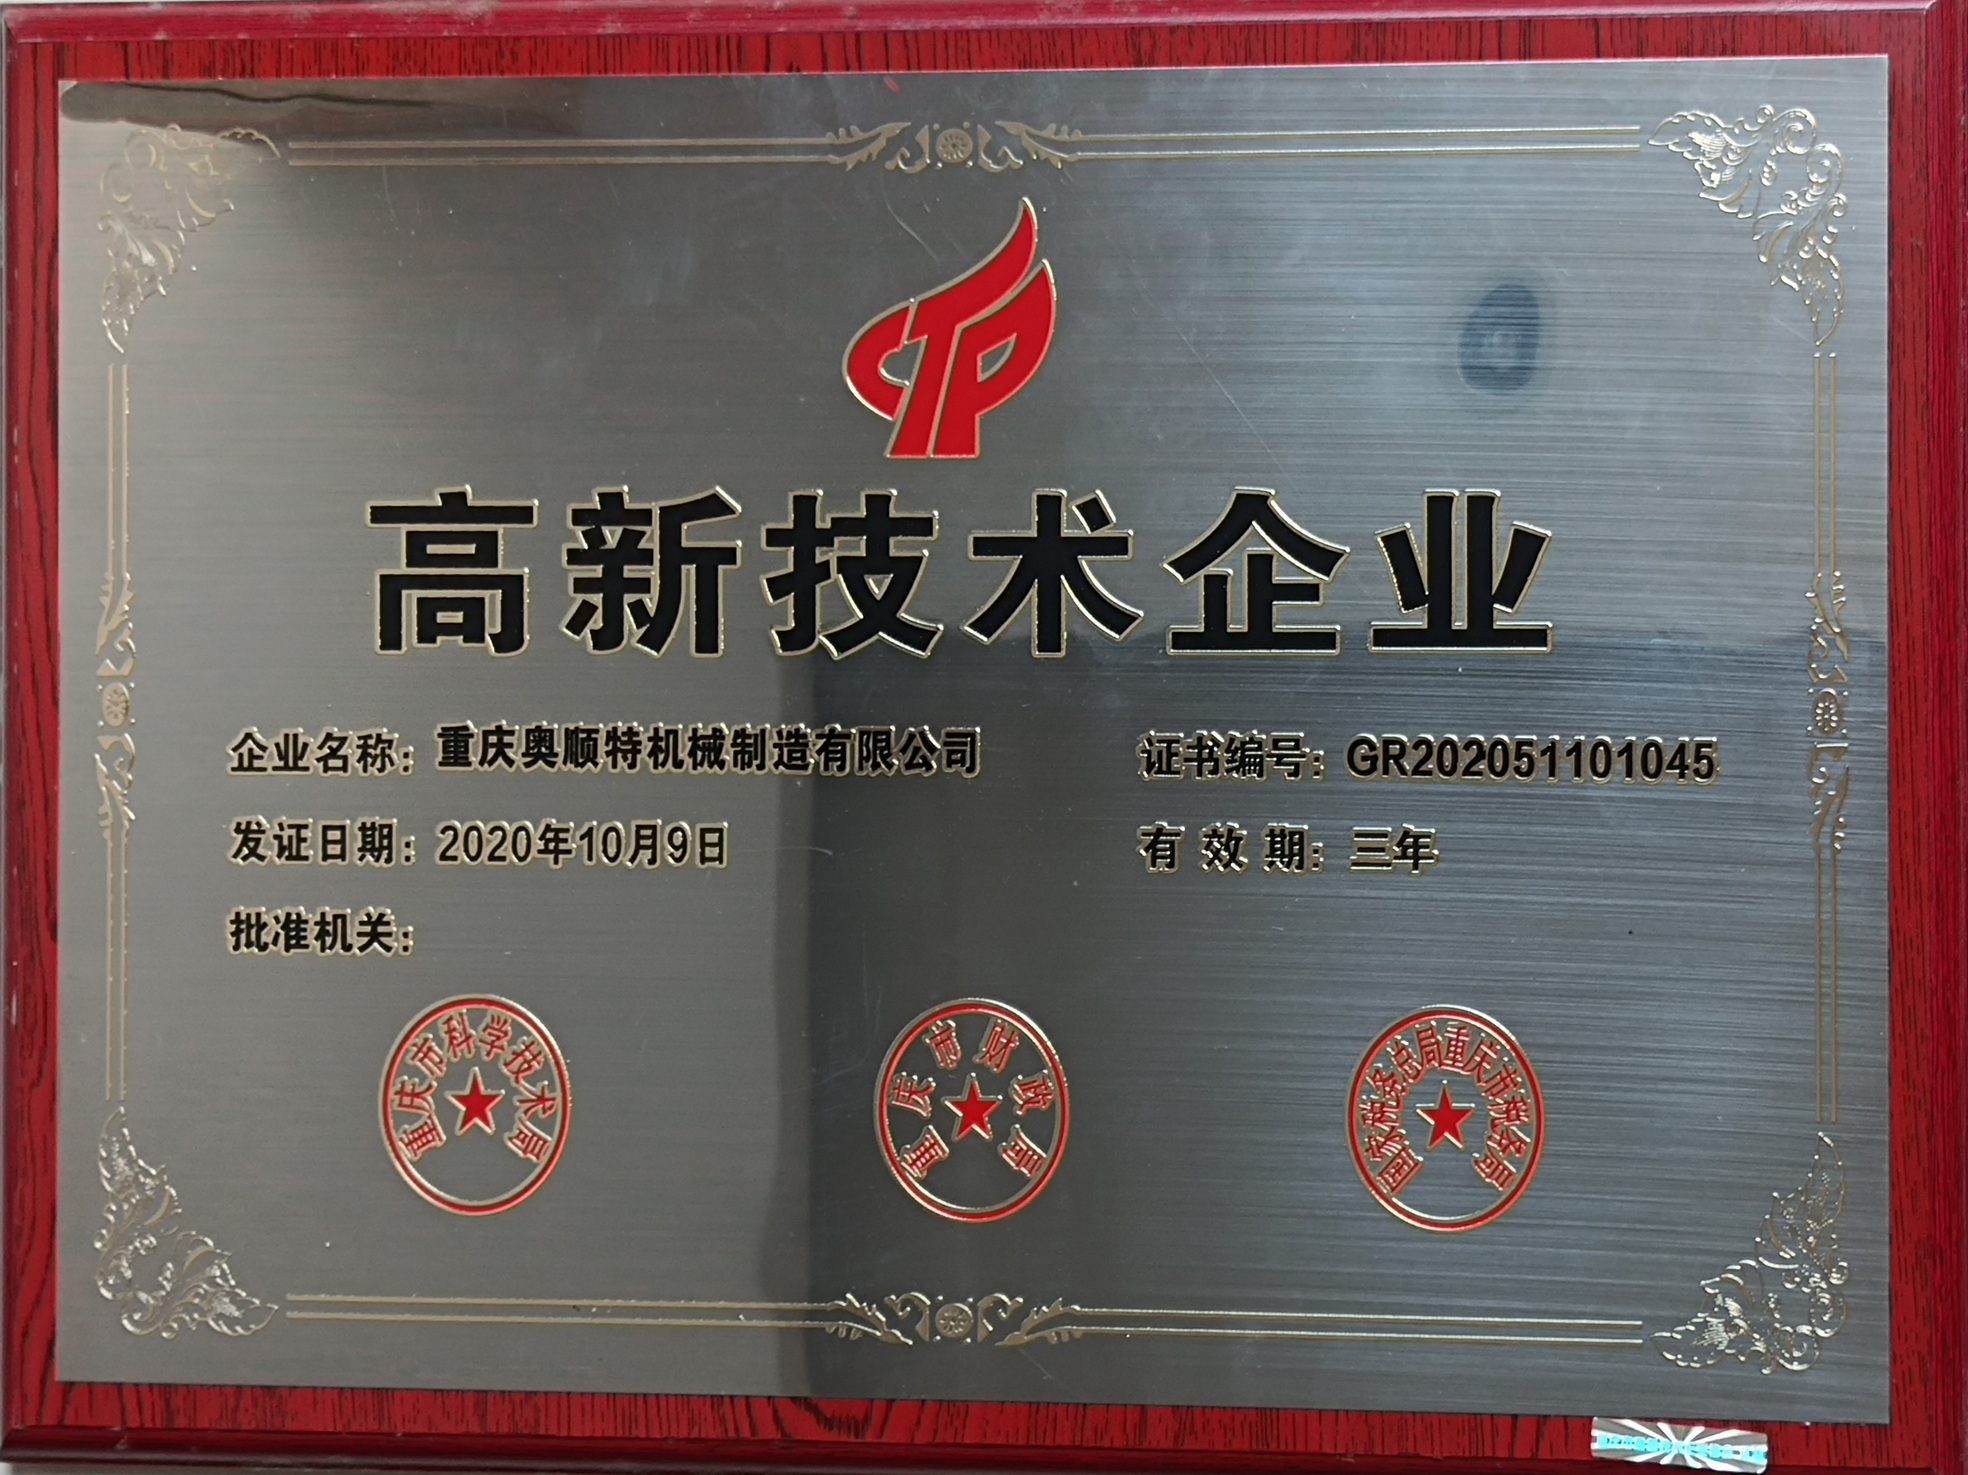 CTP
高新技术企业
企业名称：重庆奥顺特机械制造有限公司
证书编号：GR202051101045
发证日期：2020年10月9日
有效期：三年
批准机关：
重庆市科学技术局
重庆市财政局
国家税务总局重庆市税务局